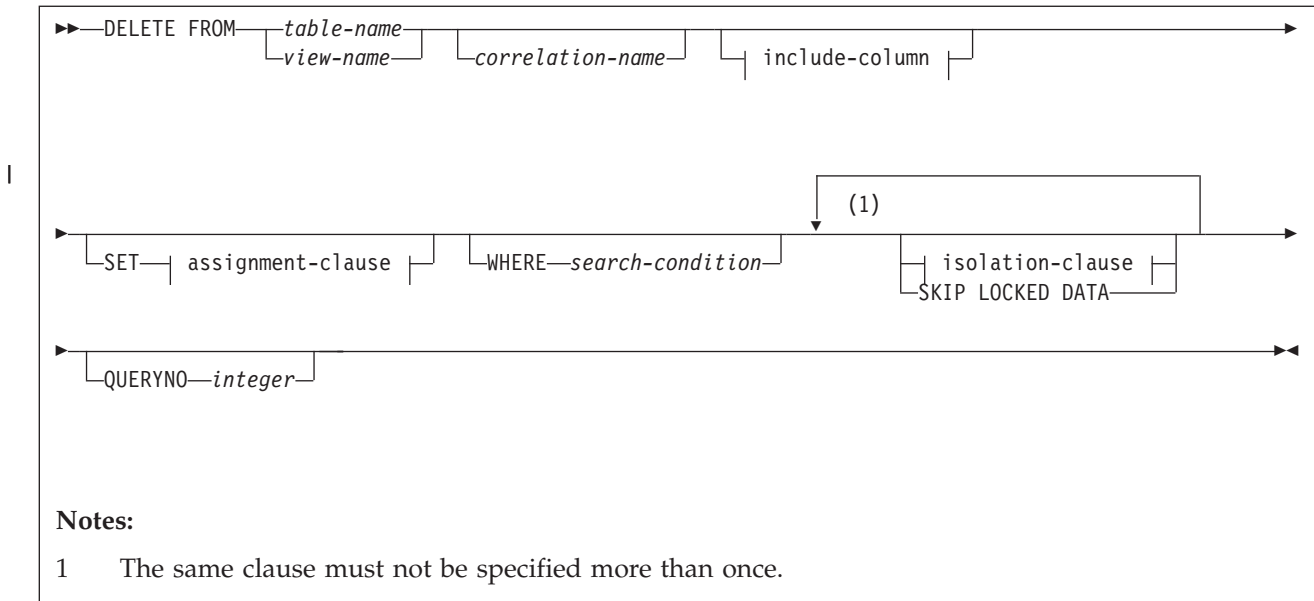 DELETE FROM table-name
view-name correlation-name include-column
|
(1)
SET assignment-clause WHERE search-condition isolation-clause
SKIP LOCKED DATA
QUERYNO integer
Notes:
1 The same clause must not be specified more than once.